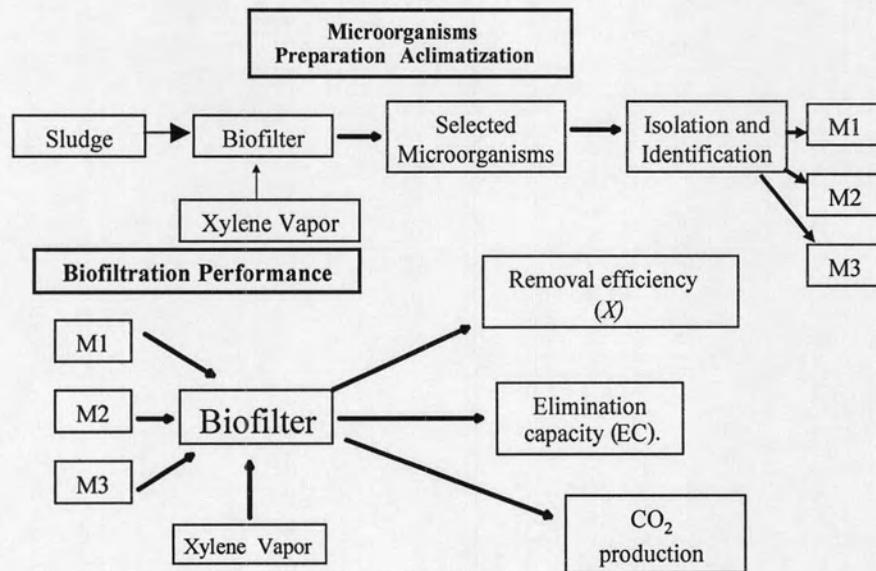 Microorganisms
Preparation Aclimatization
Sludge
Biofilter
Selected
Microorganisms
Isolation and
Identification
M1
M2
M3
Xylene Vapor
Biofiltration Performance
Removal efficiency
(X)
M1
M2
M3
Biofilter
Elimination
capacity (EC).
Xylene Vapor
CO₂
production